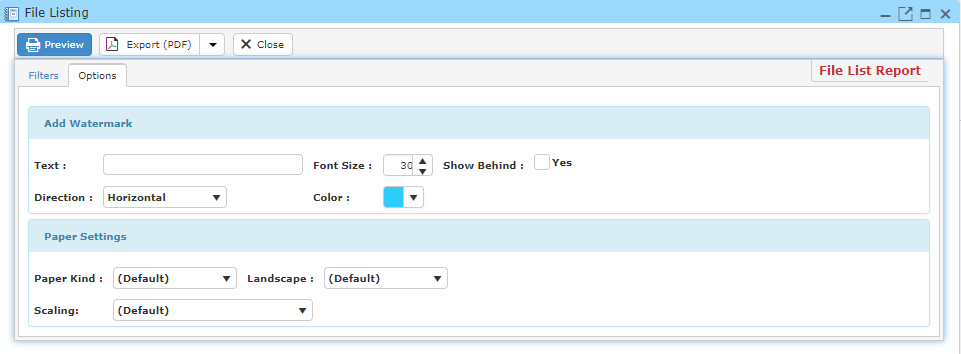 File Listing
Preview Export (PDF) Close
Filters Options File List Report
Add Watermark
Text : Font Size : 30 Show Behind : Yes
Direction : Horizontal Color :
Paper Settings
Paper Kind : (Default) Landscape : (Default)
Scaling: (Default)